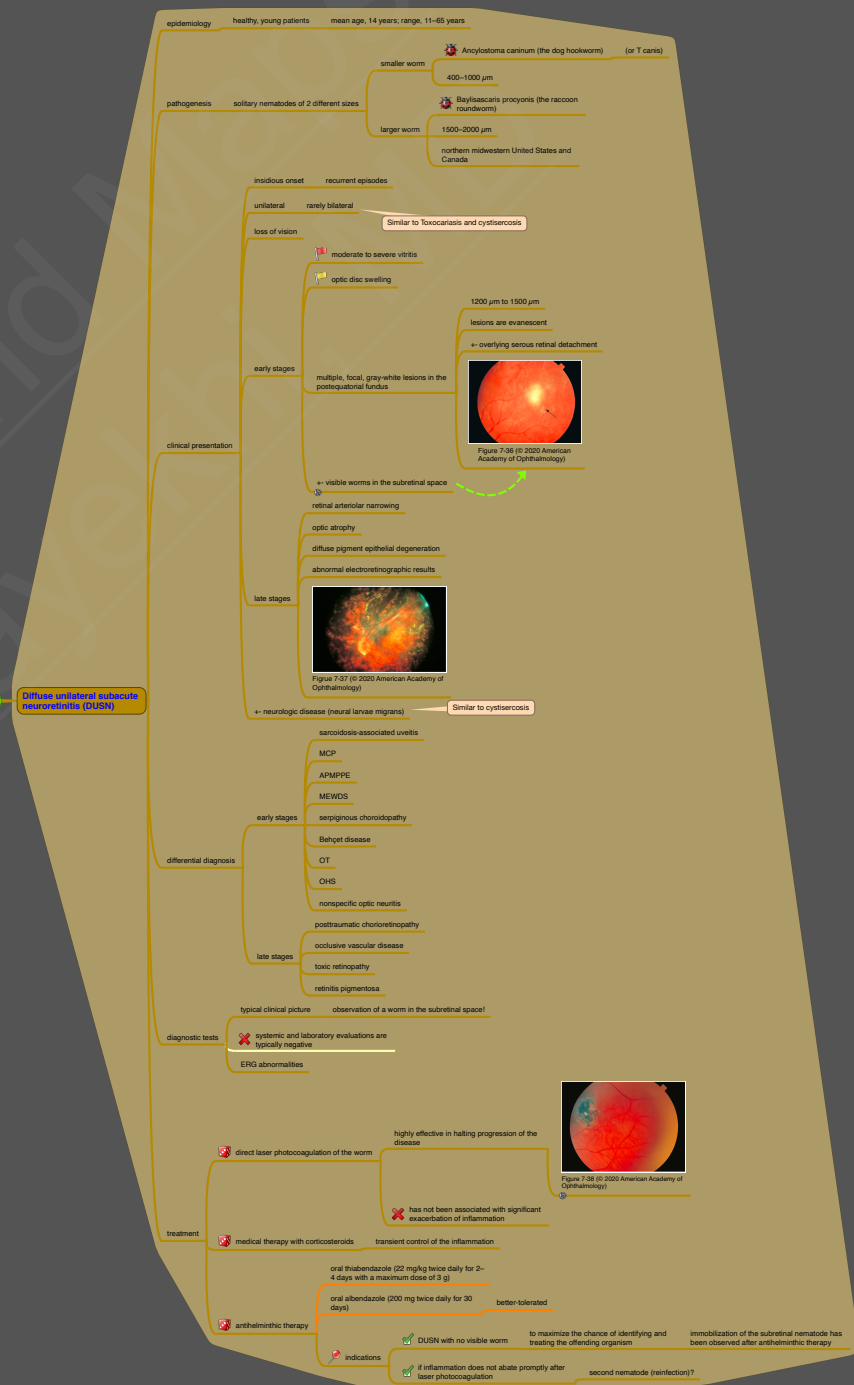 epidemiology
healthy, young patients
mean age, 14 years; range, 11–65 years
pathogenesis
solitary nematodes of 2 different sizes
smaller worm
Ancylostoma caninum (the dog hookworm)
(or T canis)
400–1000 µm
larger worm
Baylisascaris procyonis (the raccoon
roundworm)
1500–2000 µm
northern midwestern United States and
Canada
clinical presentation
insidious onset
recurrent episodes
unilateral
rarely bilateral
Similar to Toxocariasis and cystisercosis
loss of vision
early stages
moderate to severe vitritis
optic disc swelling
multiple, focal, gray-white lesions in the
postequatorial fundus
1200 µm to 1500 µm
lesions are evanescent
+- overlying serous retinal detachment
Figure 7-36 (© 2020 American
Academy of Ophthalmology)
+- visible worms in the subretinal space
late stages
retinal arteriolar narrowing
optic atrophy
diffuse pigment epithelial degeneration
abnormal electroretinographic results
Figrue 7-37 (© 2020 American Academy of
Ophthalmology)
+- neurologic disease (neural larvae migrans)
Similar to cystisercosis
Diffuse unilateral subacute
neuroretinitis (DUSN)
differential diagnosis
early stages
sarcoidosis-associated uveitis
MCP
APMPPE
MEWDS
serpiginous choroidopathy
Behçet disease
OT
OHS
nonspecific optic neuritis
late stages
posttraumatic chorioretinopathy
occlusive vascular disease
toxic retinopathy
retinitis pigmentosa
diagnostic tests
typical clinical picture
observation of a worm in the subretinal space!
systemic and laboratory evaluations are
typically negative
ERG abnormalities
treatment
direct laser photocoagulation of the worm
highly effective in halting progression of the
disease
Figure 7-38 (© 2020 American Academy of
Ophthalmology)
has not been associated with significant
exacerbation of inflammation
medical therapy with corticosteroids
transient control of the inflammation
antihelminthic therapy
oral thiabendazole (22 mg/kg twice daily for 2–
4 days with a maximum dose of 3 g)
oral albendazole (200 mg twice daily for 30
days)
better-tolerated
indications
DUSN with no visible worm
to maximize the chance of identifying and
treating the offending organism
immobilization of the subretinal nematode has
been observed after antihelminthic therapy
if inflammation does not abate promptly after
laser photocoagulation
second nematode (reinfection)?